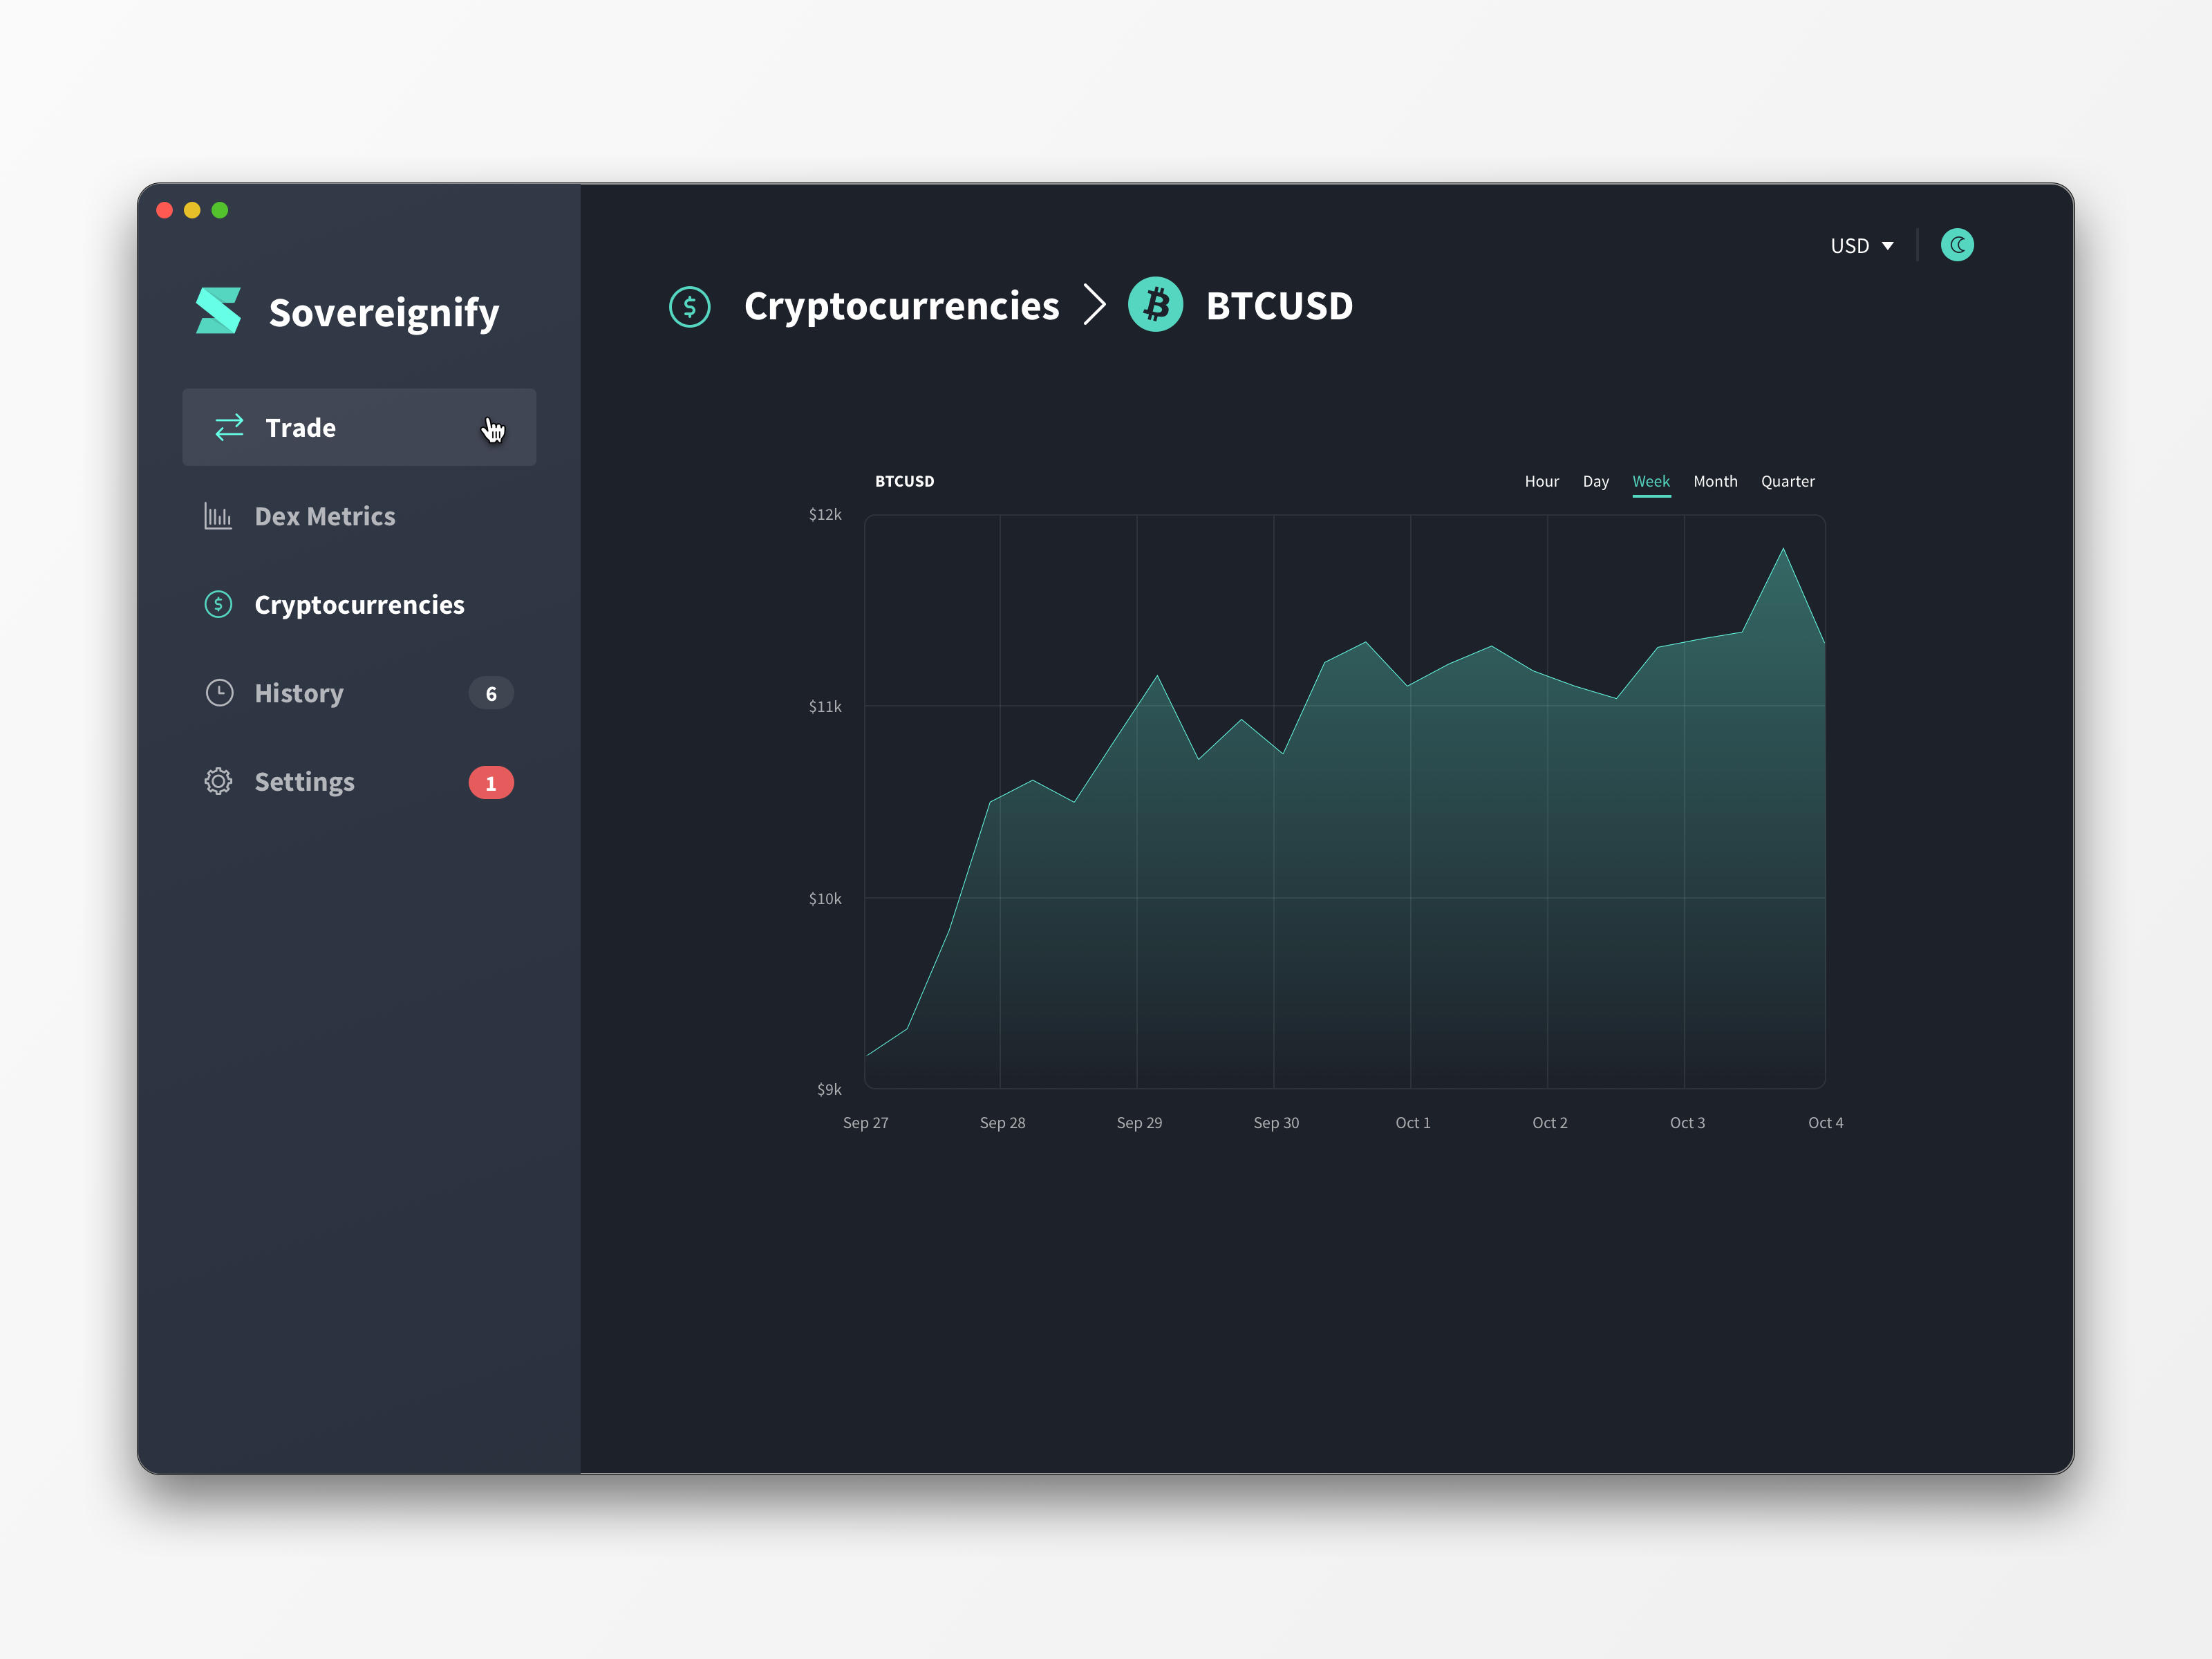 USD
Sovereignify
Cryptocurrencies
BTCUSD
Trade
Dex Metrics
Cryptocurrencies
History 6
Settings 1
BTCUSD
Hour Day Week Month Quarter
$12k
$11k
$10k
$9k
Sep 27 Sep 28 Sep 29 Sep 30 Oct 1 Oct 2 Oct 3 Oct 4